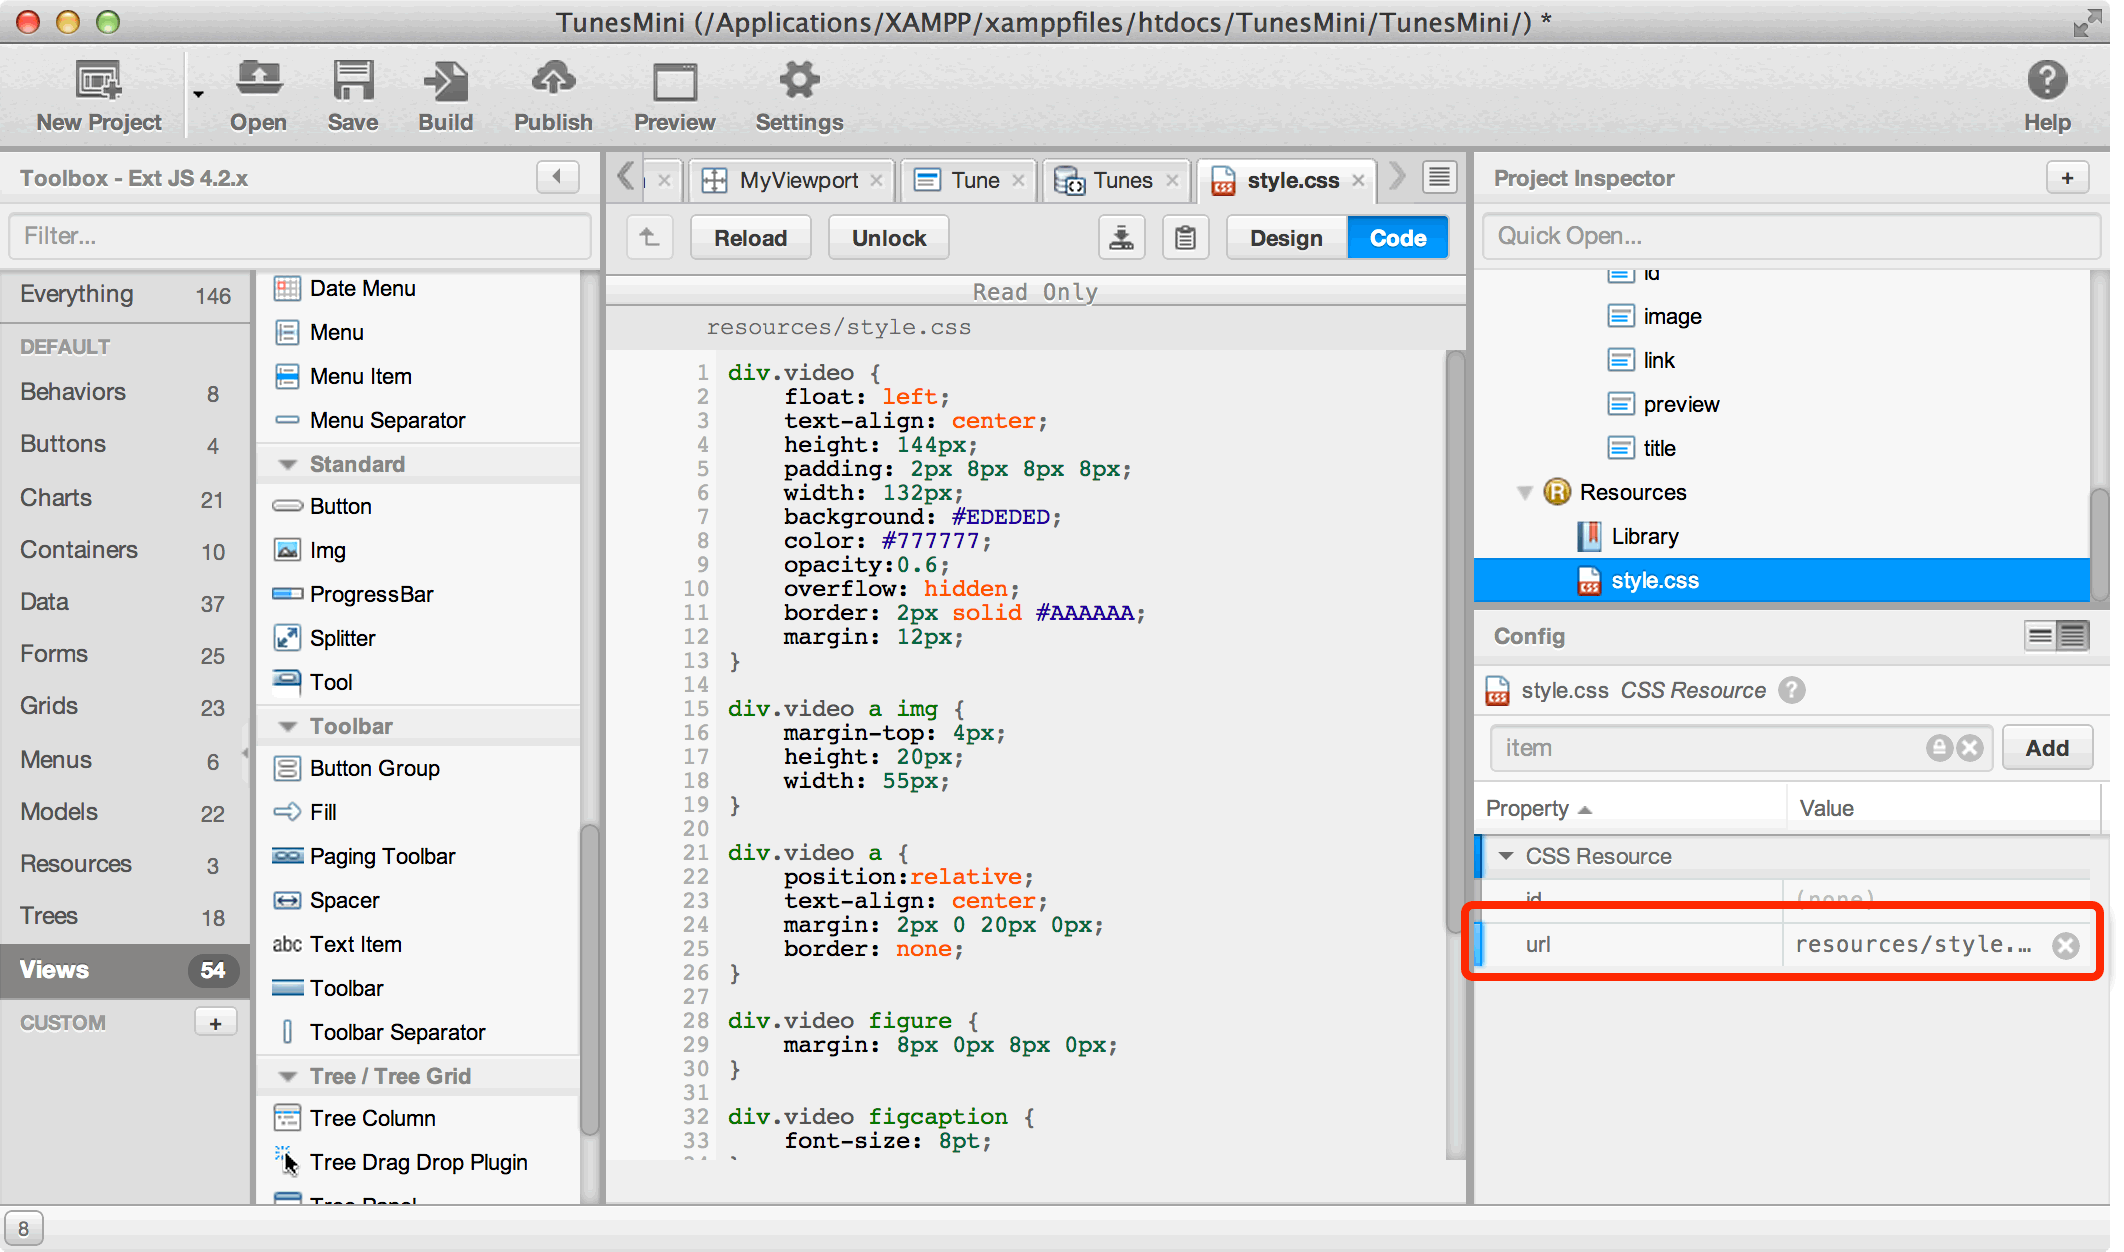 TunesMini (/Applications/XAMPP/xamppfiles/htdocs/TunesMini/TunesMini/) *
New Project
Open
Save
Build
Publish
Preview
Settings
Help
Toolbox - Ext JS 4.2.x
Filter...
Everything 146
DEFAULT
Behaviors 8
Buttons 4
Charts 21
Containers 10
Data 37
Forms 25
Grids 23
Menus 6
Models 22
Resources 3
Trees 18
Views 54
CUSTOM +
Date Menu
Menu
Menu Item
Menu Separator
Standard
Button
Img
ProgressBar
Splitter
Tool
Toolbar
Button Group
Fill
Paging Toolbar
Spacer
abc Text Item
Toolbar
Toolbar Separator
Tree / Tree Grid
Tree Column
Tree Drag Drop Plugin
Tree Panel
MyViewport
Tune
Tunes
style.css
Reload
Unlock
Design
Code
Read Only
resources/style.css
1 div.video {
2 float: left;
3 text-align: center;
4 height: 144px;
5 padding: 2px 8px 8px 8px;
6 width: 132px;
7 background: #EDEDED;
8 color: #777777;
9 opacity:0.6;
10 overflow: hidden;
11 border: 2px solid #AAAAAA;
12 margin: 12px;
13 }
14
15 div.video a img {
16 margin-top: 4px;
17 height: 20px;
18 width: 55px;
19 }
20
21 div.video a {
22 position:relative;
23 text-align: center;
24 margin: 2px 0 20px 0px;
25 border: none;
26 }
27
28 div.video figure {
29 margin: 8px 0px 8px 0px;
30 }
31
32 div.video figcaption {
33 font-size: 8pt;
Project Inspector +
Quick Open...
id
image
link
preview
title
Resources
Library
style.css
Config
style.css CSS Resource ?
item
Add
Property Value
CSS Resource
id (none)
url resources/style.…
8